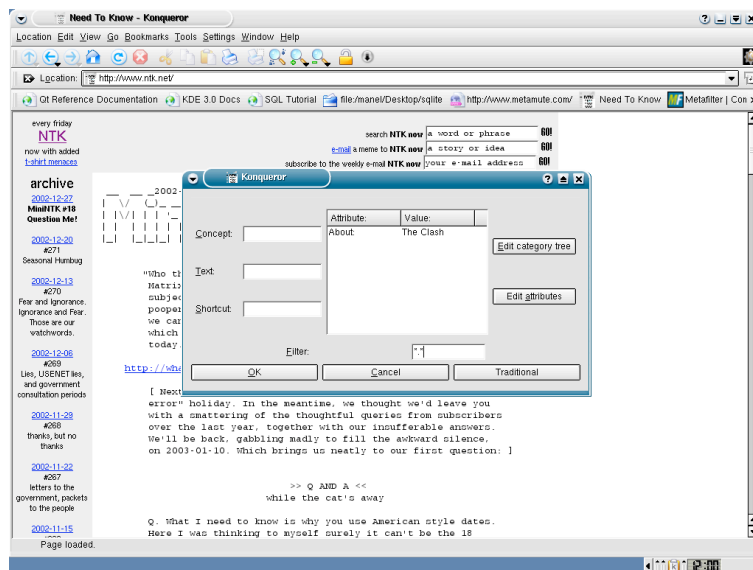 Need To Know - Konqueror
Location Edit View Go Bookmarks Tools Settings Window Help
Location: http://www.ntk.net/
Qt Reference Documentation KDE 3.0 Docs SQL Tutorial file:/manel/Desktop/sqlite http://www.metamute.com/ Need To Know Metafilter | Con
every friday
NTK
now with added
t-shirt menaces
search NTK now a word or phrase GO!
e-mail a meme to NTK now a story or idea GO!
subscribe to the weekly e-mail NTK now your e-mail address GO!
archive
2002-12-27
MiniNTK #18
Question Me!
2002-12-20
#271
Seasonal Humbug
2002-12-13
#270
Fear and Ignorance.
Ignorance and Fear.
Those are our
watchwords.
2002-12-06
#269
Lies, USENET lies,
and government
consultation periods
2002-11-29
#268
thanks, but no
thanks
2002-11-22
#267
letters to the
government, packets
to the people
2002-11-15
_2002-
"Who th
Matrix
subjec
pooper
we can
which
today.
http://wha
Konqueror
Concept:
Text:
Shortcut:
Attribute: Value:
About: The Clash
Edit category tree
Edit attributes
Filter: "."
OK Cancel Traditional
[ Next
error" holiday. In the meantime, we thought we'd leave you
with a smattering of the thoughtful queries from subscribers
over the last year, together with our insufferable answers.
We'll be back, gabbling madly to fill the awkward silence,
on 2003-01-10. Which brings us neatly to our first question: ]
>> Q AND A <<
while the cat's away
Q. What I need to know is why you use American style dates.
Here I was thinking to myself surely it can't be the 18
Page loaded.
12:00